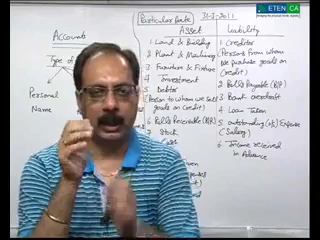 ETEN CA
Particular Date 31-3-2011
Accounts
Type of
Personal
Name
Asset
1 Land & Building
2 Plant & Machinery
3 Furniture & Fixture
4 Investment
5 Debtor
(Person to whom we sell
goods on Credit)
6 Bills Receivable (B/R)
7 Stock
Liability
1 Creditor
(Person From whom
we purchase goods on
Credit)
2 Bills Payable (B/P)
3 Bank overdraft
4 Loan Taken
5 outstanding (o/s) Expense
(Salary)
6 Income received
in Advance